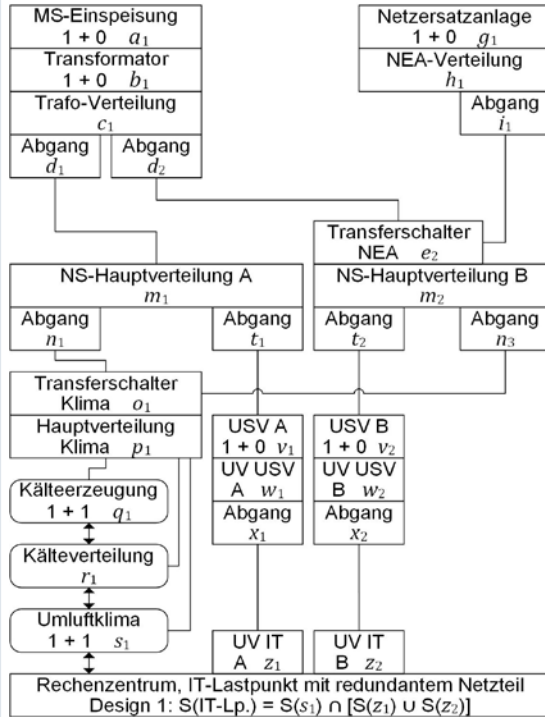 MS-Einspeisung
1 + 0 a₁
Transformator
1 + 0 b₁
Trafo-Verteilung
c₁
Abgang
d₁
Abgang
d₂
Netzersatzanlage
1 + 0 g₁
NEA-Verteilung
h₁
Abgang
i₁
Transferschalter
NEA e₂
NS-Hauptverteilung A
m₁
NS-Hauptverteilung B
m₂
Abgang
n₁
Abgang
t₁
Abgang
t₂
Abgang
n₃
Transferschalter
Klima o₁
Hauptverteilung
Klima p₁
Kälteerzeugung
1 + 1 q₁
Kälteverteilung
r₁
Umluftklima
1 + 1 s₁
USV A
1 + 0 v₁
UV USV
A w₁
Abgang
x₁
USV B
1 + 0 v₂
UV USV
B w₂
Abgang
x₂
UV IT
A z₁
UV IT
B z₂
Rechenzentrum, IT-Lastpunkt mit redundantem Netzteil
Design 1: S(IT-Lp.) = S(s₁) ∩ [S(z₁) ∪ S(z₂)]